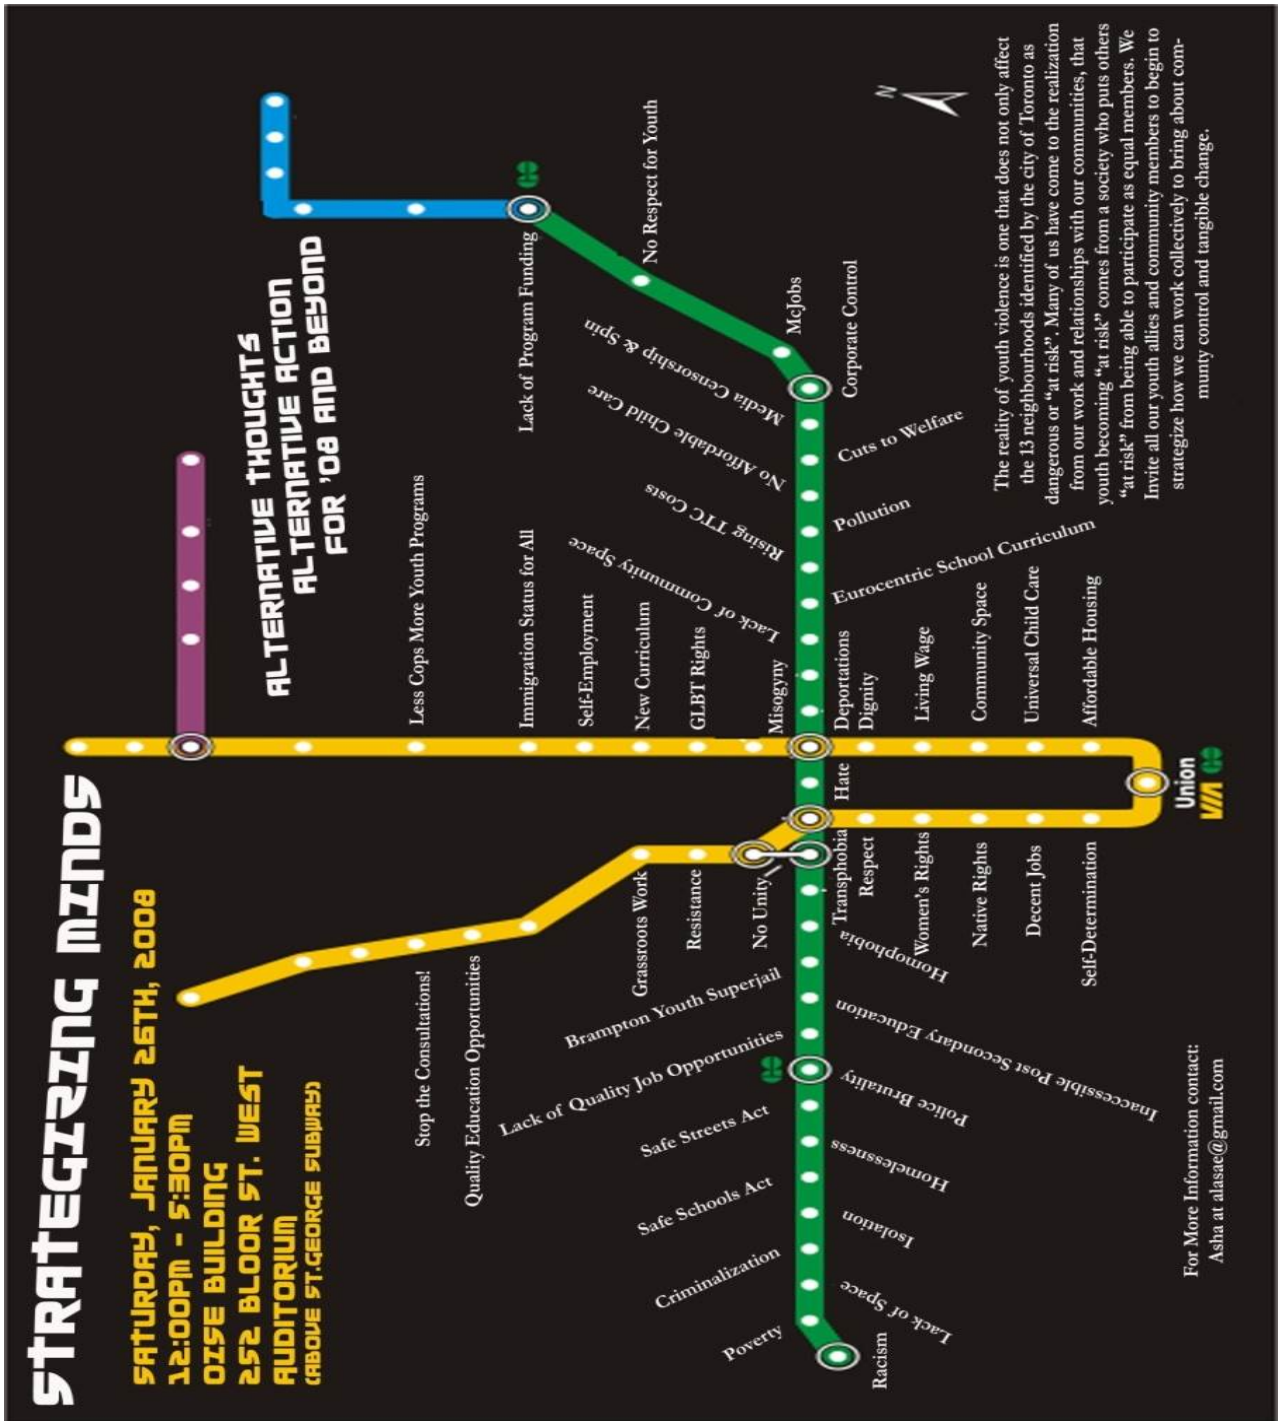 STRATEGIZING MINDS
SATURDAY, JANUARY 26TH, 2008
12:00PM - 5:30PM
OISE BUILDING
252 BLOOR ST. WEST
AUDITORIUM
(ABOVE ST.GEORGE SUBWAY)
ALTERNATIVE THOUGHTS
ALTERNATIVE ACTION
FOR '08 AND BEYOND
Stop the Consultations!
Quality Education Opportunities
Grassroots Work
Resistance
No Unity
Less Cops More Youth Programs
Immigration Status for All
Self-Employment
New Curriculum
GLBT Rights
Misogyny
Lack of Program Funding
GO
No Respect for Youth
McJobs
Corporate Control
Media Censorship & Spin
No Affordable Child Care
Rising TTC Costs
Lack of Community Space
Cuts to Welfare
Pollution
Eurocentric School Curriculum
Deportations
Hate
Transphobia
Homophobia
Brampton Youth Superjail
Inaccessible Post Secondary Education
Lack of Quality Job Opportunities
GO
Police Brutality
Safe Streets Act
Homelessness
Safe Schools Act
Isolation
Criminalization
Lack of Space
Poverty
Racism
Dignity
Living Wage
Community Space
Universal Child Care
Affordable Housing
Respect
Women's Rights
Native Rights
Decent Jobs
Self-Determination
Union
VIA GO
N
The reality of youth violence is one that does not only affect
the 13 neighbourhoods identified by the city of Toronto as
dangerous or “at risk”. Many of us have come to the realization
from our work and relationships with our communities, that
youth becoming “at risk” comes from a society who puts others
“at risk” from being able to participate as equal members. We
Invite all our youth allies and community members to begin to
strategize how we can work collectively to bring about com-
munty control and tangible change.
For More Information contact:
Asha at alasae@gmail.com